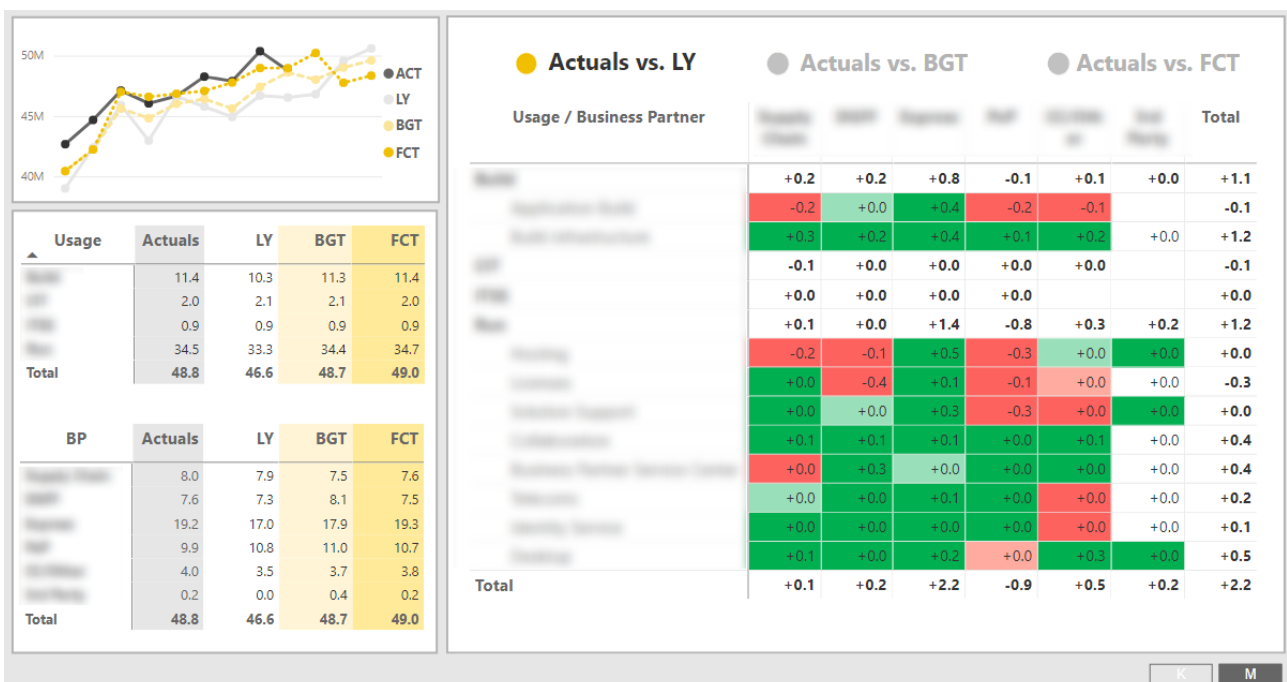 50M
45M
40M
ACT
LY
BGT
FCT
Usage Actuals LY BGT FCT
11.4 10.3 11.3 11.4
2.0 2.1 2.1 2.0
0.9 0.9 0.9 0.9
34.5 33.3 34.4 34.7
Total 48.8 46.6 48.7 49.0
BP Actuals LY BGT FCT
8.0 7.9 7.5 7.6
7.6 7.3 8.1 7.5
19.2 17.0 17.9 19.3
9.9 10.8 11.0 10.7
4.0 3.5 3.7 3.8
0.2 0.0 0.4 0.2
Total 48.8 46.6 48.7 49.0
Actuals vs. LY Actuals vs. BGT Actuals vs. FCT
Usage / Business Partner Total
+0.2 +0.2 +0.8 -0.1 +0.1 +0.0 +1.1
-0.2 +0.0 +0.4 -0.2 -0.1 -0.1
+0.3 +0.2 +0.4 +0.1 +0.2 +0.0 +1.2
-0.1 +0.0 +0.0 +0.0 +0.0 -0.1
+0.0 +0.0 +0.0 +0.0 +0.0
+0.1 +0.0 +1.4 -0.8 +0.3 +0.2 +1.2
-0.2 -0.1 +0.5 -0.3 +0.0 +0.0 +0.0
+0.0 -0.4 +0.1 -0.1 +0.0 +0.0 -0.3
+0.0 +0.0 +0.3 -0.3 +0.0 +0.0 +0.0
+0.1 +0.1 +0.1 +0.0 +0.1 +0.0 +0.4
+0.0 +0.3 +0.0 +0.0 +0.0 +0.0 +0.4
+0.0 +0.0 +0.1 +0.0 +0.0 +0.0 +0.2
+0.0 +0.0 +0.0 +0.0 +0.0 +0.0 +0.1
+0.1 +0.0 +0.2 +0.0 +0.3 +0.0 +0.5
Total +0.1 +0.2 +2.2 -0.9 +0.5 +0.2 +2.2
K M